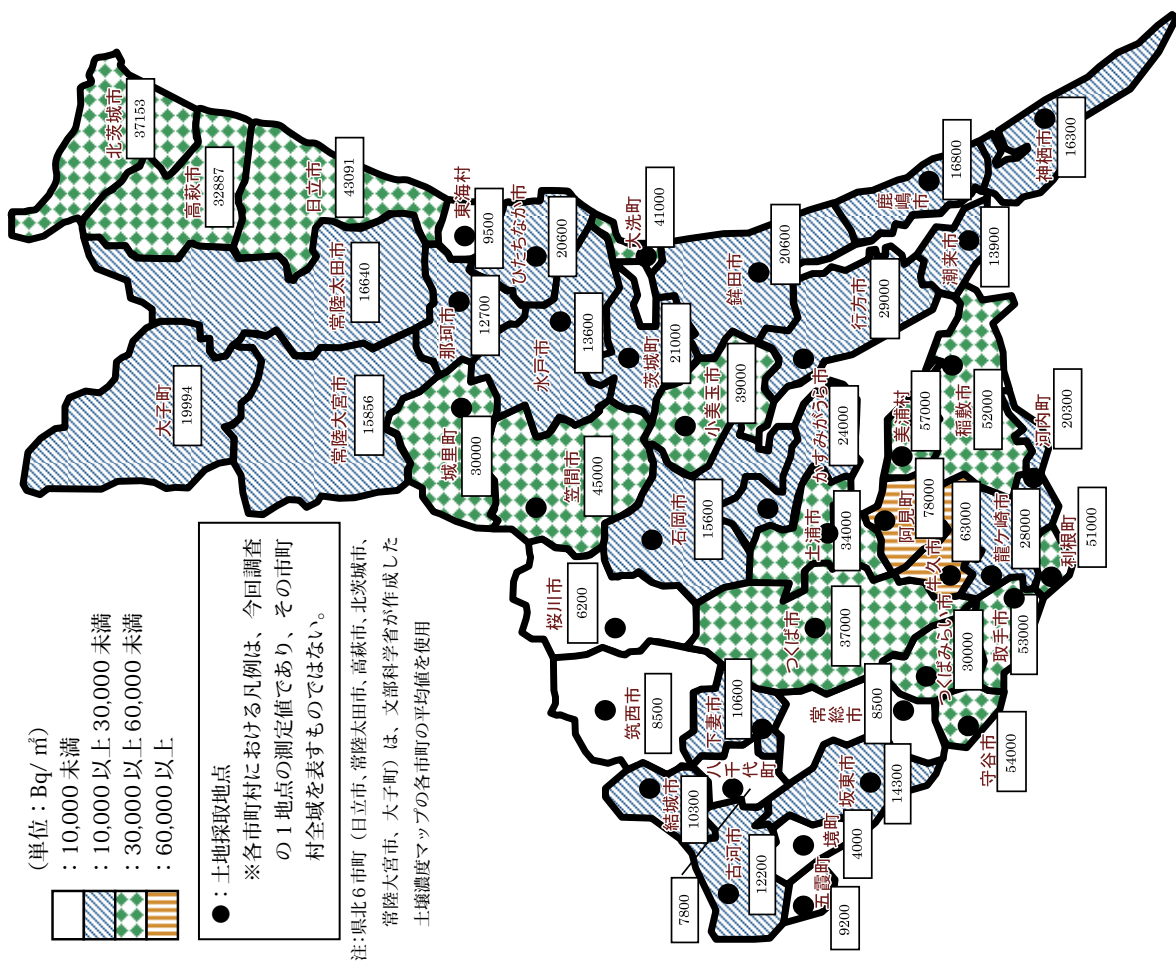 (単位：Bq/㎡)
：10,000 未満
：10,000 以上 30,000 未満
：30,000 以上 60,000 未満
：60,000 以上
●：土地採取地点
※各市町村における凡例は、今回調査
の1地点の測定値であり、その市町
村全域を表すものではない。
注：県北６市町（日立市、常陸太田市、高萩市、北茨城市、
常陸大宮市、大子町）は、文部科学省が作成した
土壌濃度マップの各市町の平均値を使用
北茨城市
37153
高萩市
32887
日立市
43091
大子町
19994
常陸太田市
16640
常陸大宮市
15856
東海村
9500
那珂市
12700
ひたちなか市
20600
城里町
30000
水戸市
13600
大洗町
41000
笠間市
45000
茨城町
21000
小美玉市
39000
鉾田市
20600
石岡市
15600
かすみがうら市
24000
行方市
29000
鹿嶋市
16800
潮来市
13900
神栖市
16300
桜川市
6200
筑西市
8500
つくば市
37000
土浦市
34000
美浦村
57000
阿見町
78000
稲敷市
52000
牛久市
63000
龍ケ崎市
28000
河内町
20300
利根町
51000
取手市
53000
つくばみらい市
30000
守谷市
54000
常総市
8500
下妻市
10600
八千代町
7800
結城市
10300
古河市
12200
坂東市
14300
境町
4000
五霞町
9200